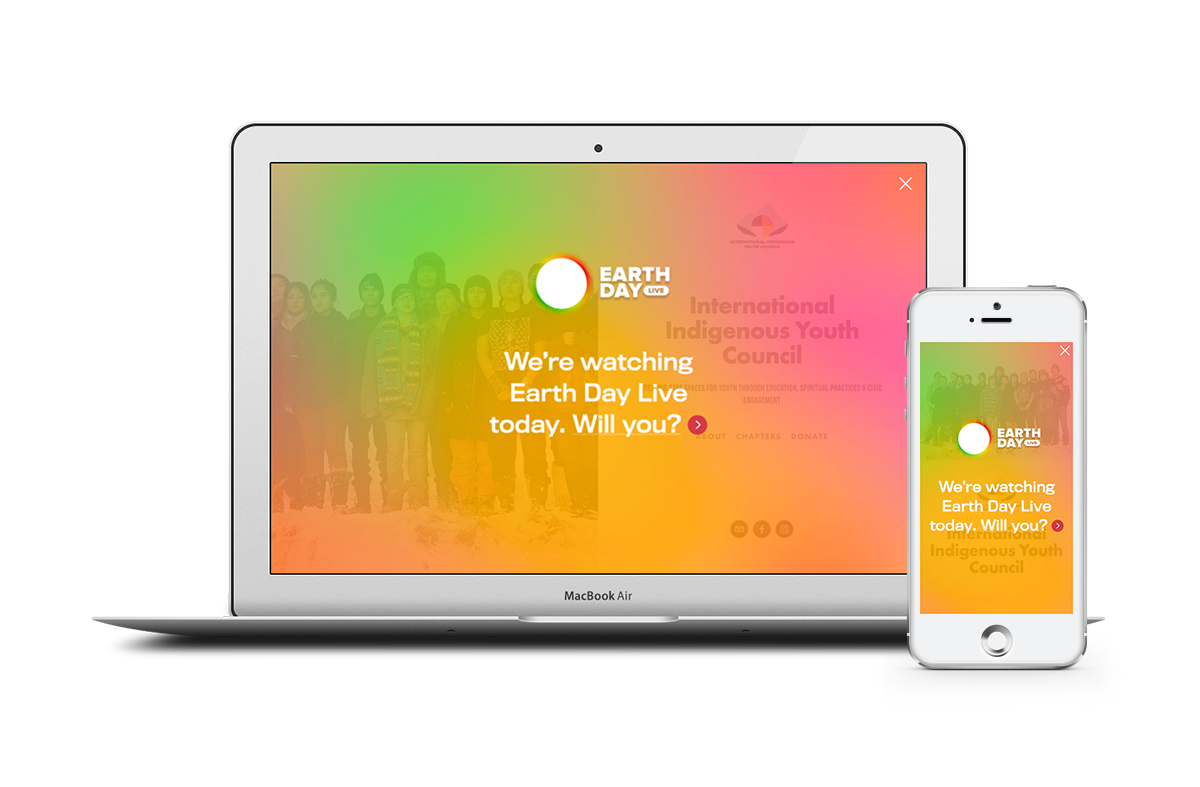 EARTH
DAY LIVE
We're watching
Earth Day Live
today. Will you?
INTERNATIONAL INDIGENOUS
YOUTH COUNCIL
International
Indigenous Youth
Council
SAFE SPACES FOR YOUTH THROUGH EDUCATION, SPIRITUAL PRACTICES & CIVIC
ENGAGEMENT
ABOUT CHAPTERS DONATE
MacBook Air
EARTH
DAY LIVE
We're watching
Earth Day Live
today. Will you?
International
Indigenous Youth
Council